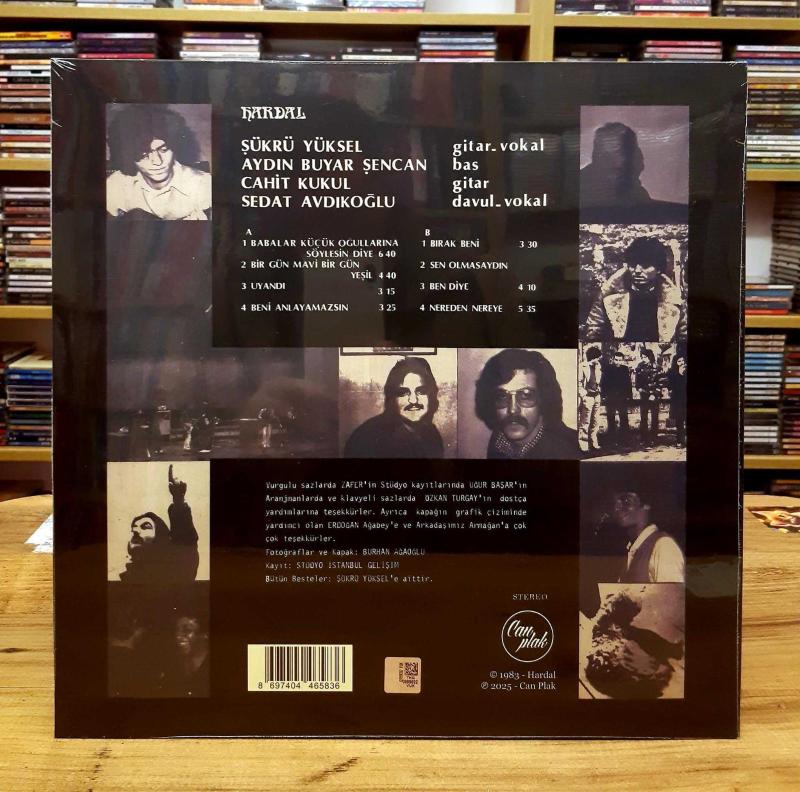 HARDAL
ŞÜKRÜ YÜKSEL gitar_vokal
AYDIN BUYAR ŞENCAN bas
CAHİT KUKUL gitar
SEDAT AVDIKOĞLU davul_vokal
A
1 BABALAR KÜÇÜK OGULLARINA
SÖYLESİN DİYE 6 40
2 BİR GÜN MAVİ BİR GÜN
YEŞİL 4 40
3 UYANDI 3 15
4 BENİ ANLAYAMAZSIN 3 25
B
1 BIRAK BENİ 3 30
2 SEN OLMASAYDIN
3 BEN DİYE 4 10
4 NEREDEN NEREYE 5 35
Vurgulu sazlarda ZAFER'in Stüdyo kayıtlarında UĞUR BAŞAR'ın
Aranjmanlarda ve klavyeli sazlarda ÖZKAN TURGAY'ın dostça
yardımlarına teşekkürler. Ayrıca kapağın grafik çiziminde
yardımcı olan ERDOĞAN Ağabey'e ve Arkadaşımız Armağan'a çok
çok teşekkürler.
Fotoğraflar ve Kapak: BURHAN AĞAOĞLU
Kayıt: STÜDYO İSTANBUL GELİŞİM
Bütün Besteler: ŞÜKRÜ YÜKSEL'e aittir.
STEREO
Can plak
© 1983 - Hardal
℗ 2025 - Can Plak
8 697404 465836